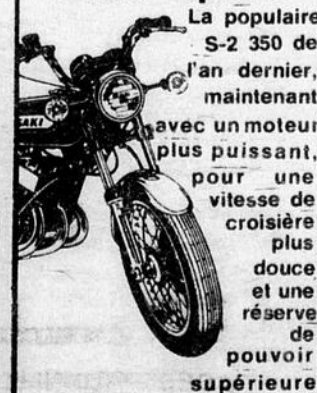 La populaire
S-2 350 de
l'an dernier,
maintenant
avec un moteur
plus puissant,
pour une
vitesse de
croisière
plus
douce
et une
réserve
de
pouvoir
supérieure
SAKI